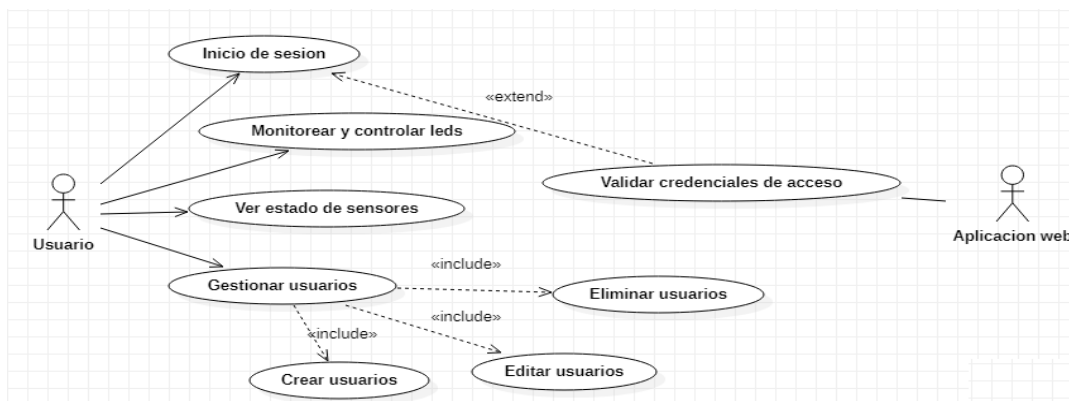 Inicio de sesion
«extend»
Monitorear y controlar leds
Validar credenciales de acceso
Ver estado de sensores
Usuario
Aplicacion web
«include»
Gestionar usuarios
Eliminar usuarios
«include»
«include»
Editar usuarios
Crear usuarios